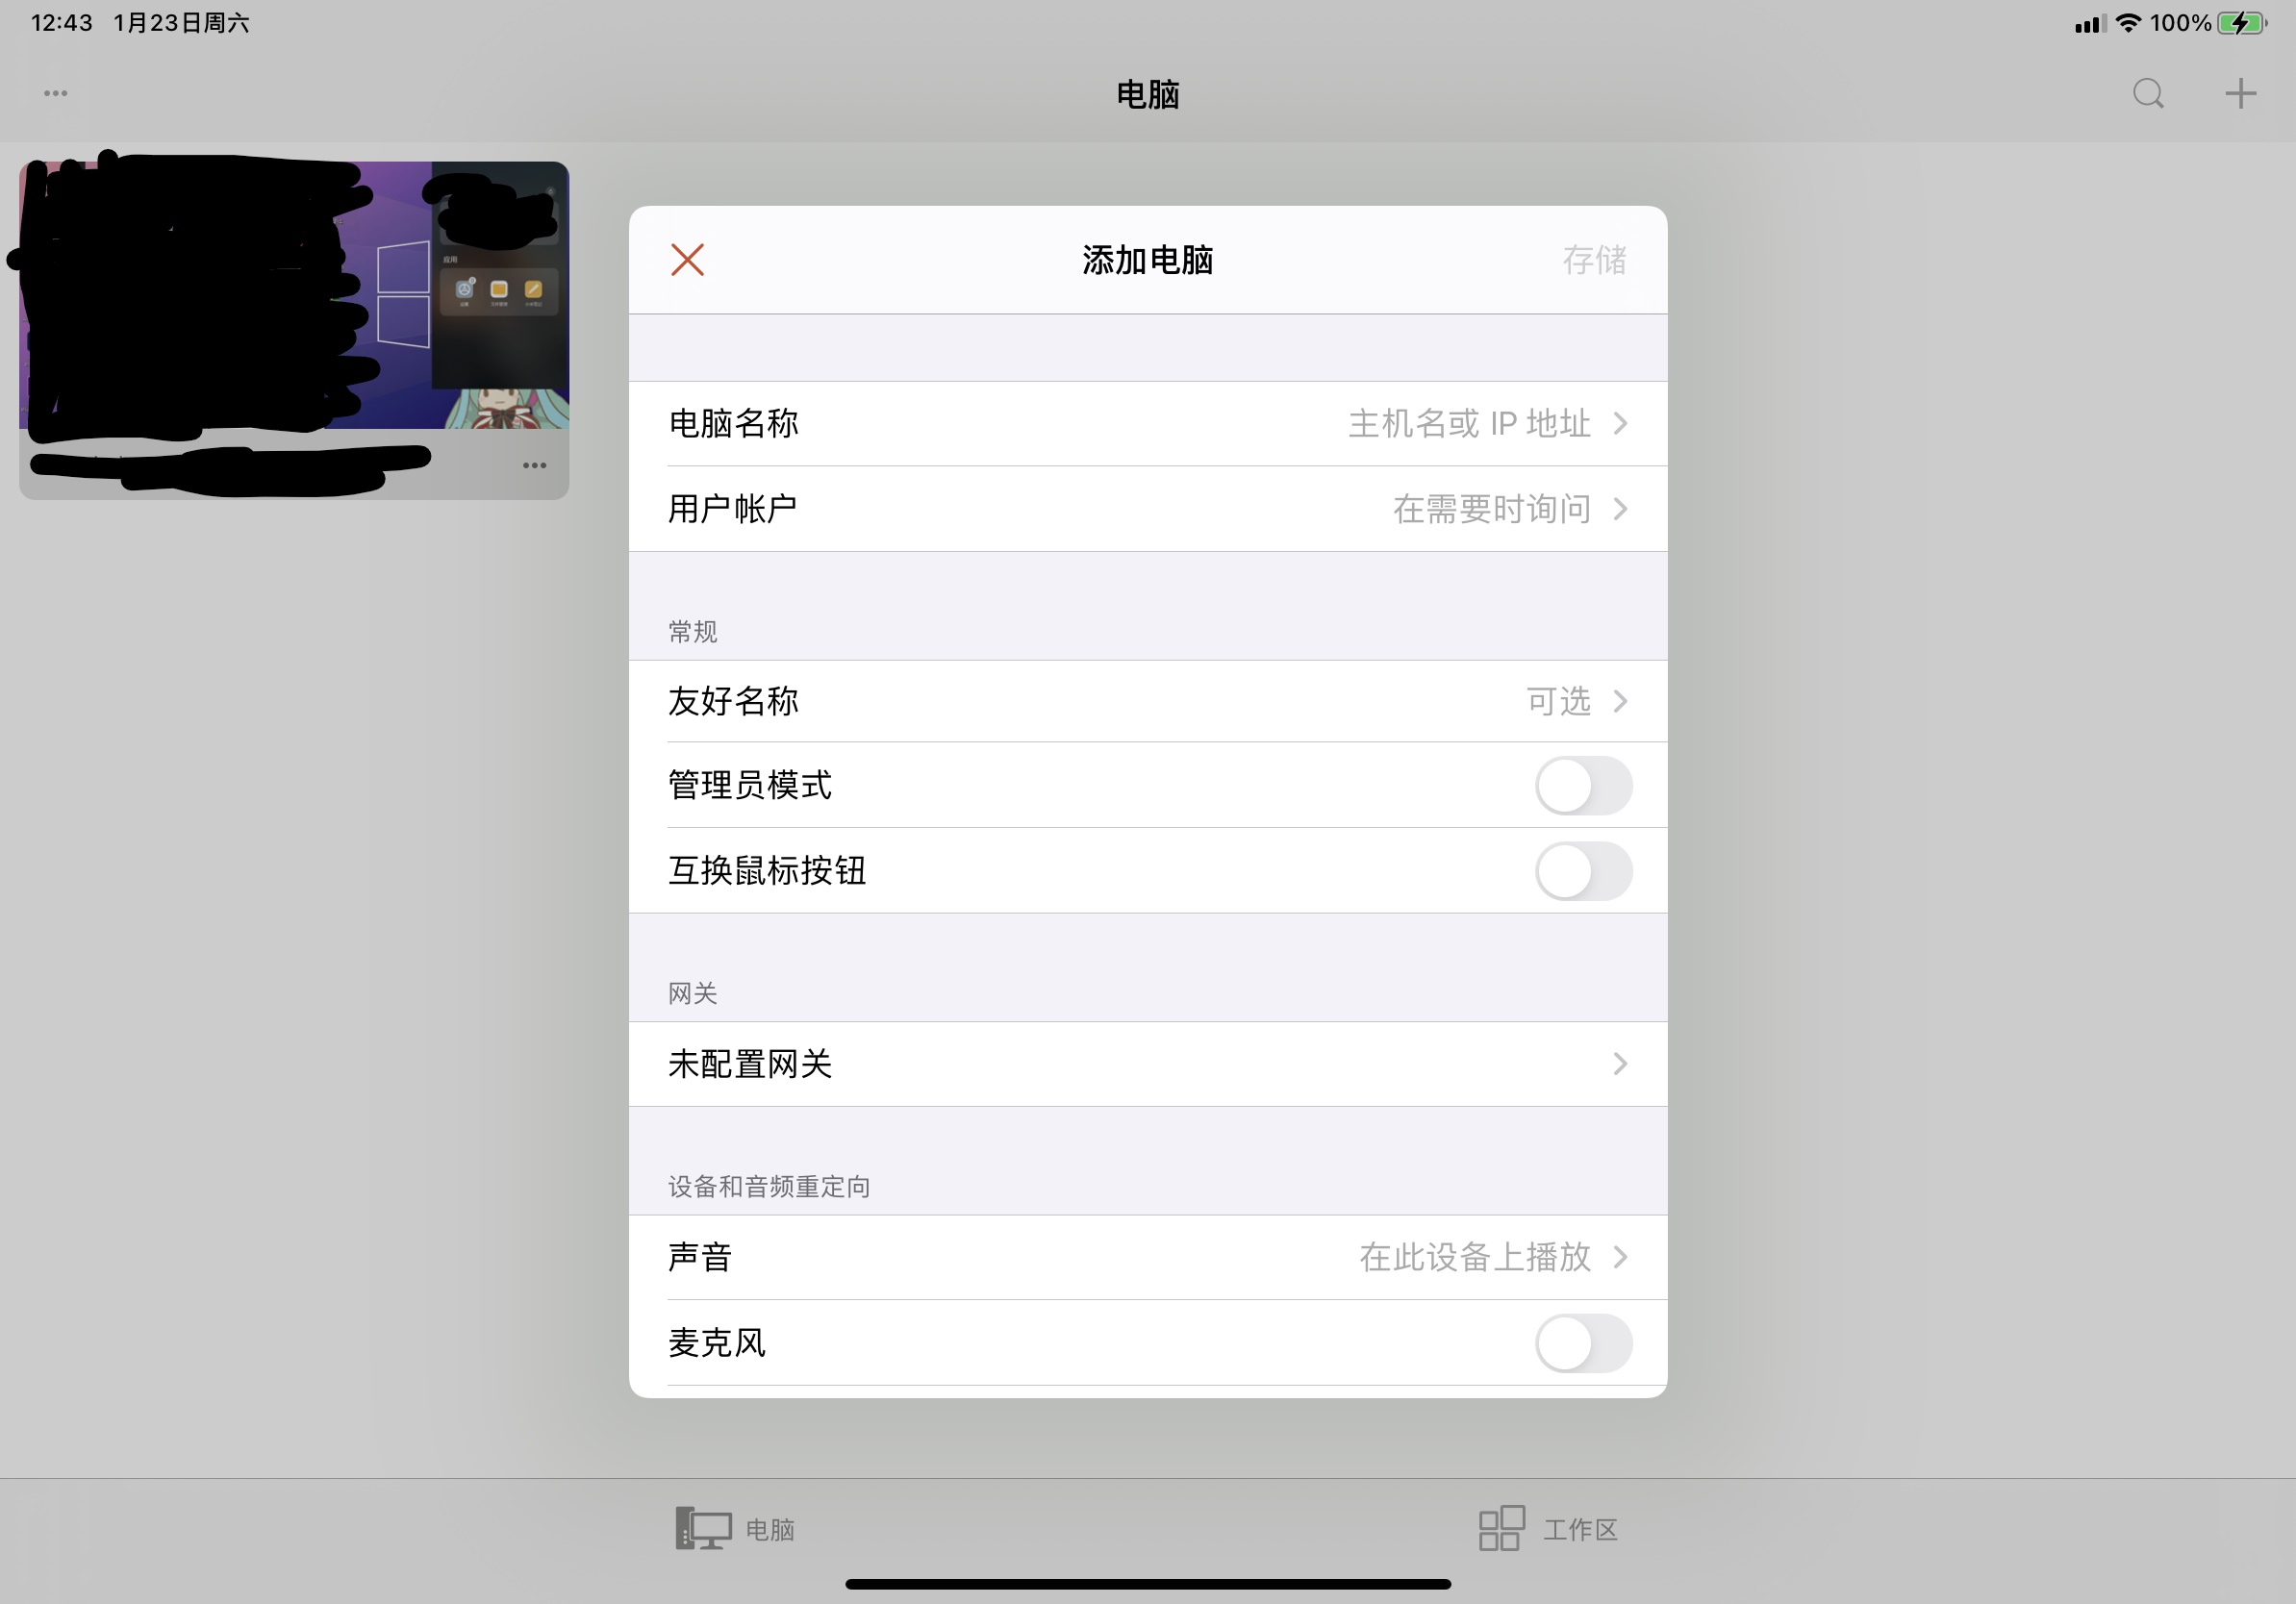 12:43 1月23日周六
100%
电脑
应用
添加电脑
存储
电脑名称 主机名或 IP 地址
用户帐户 在需要时询问
常规
友好名称 可选
管理员模式
互换鼠标按钮
网关
未配置网关
设备和音频重定向
声音 在此设备上播放
麦克风
电脑
工作区